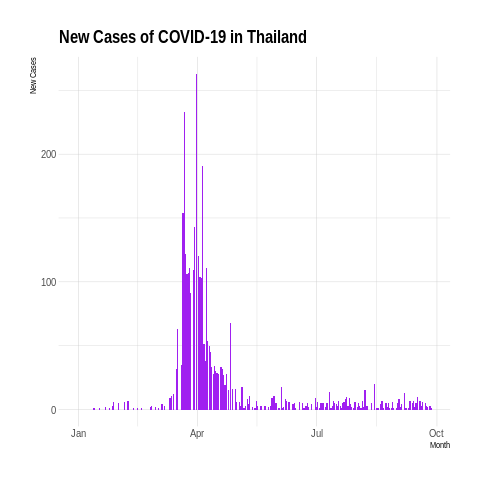 New Cases of COVID-19 in Thailand
New Cases
200
100
0
Jan Apr Jul Oct
Month